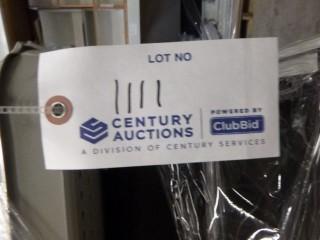 LOT NO
1111
CENTURY AUCTIONS
POWERED BY
ClubBid
A DIVISION OF CENTURY SERVICES